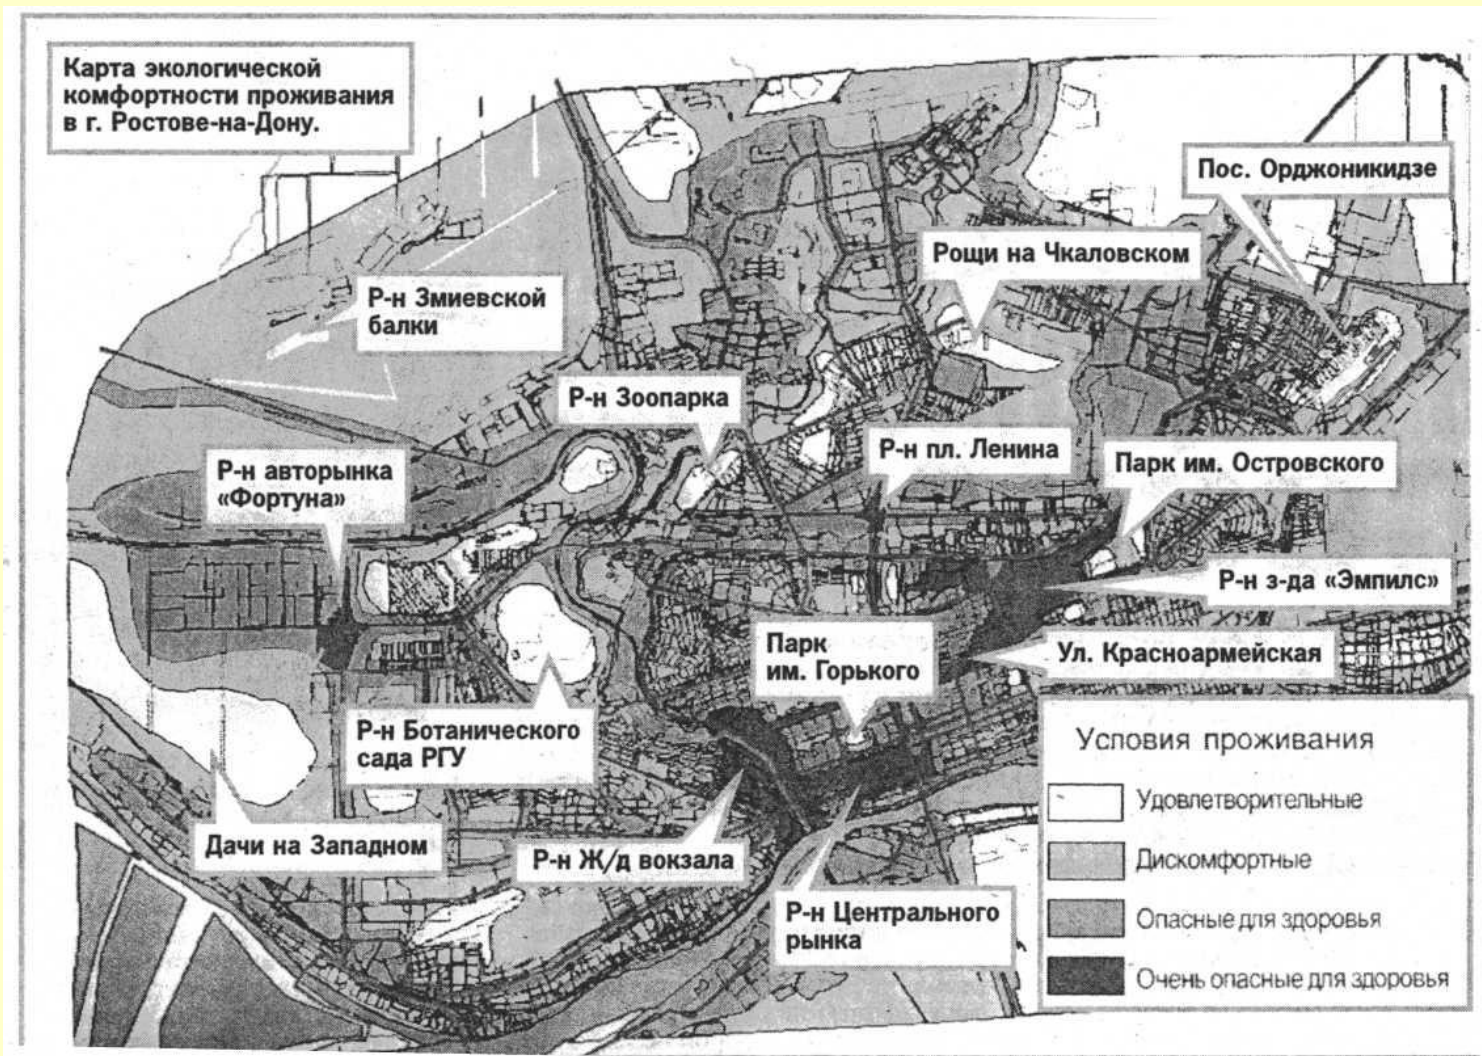 Карта экологической
комфортности проживания
в г. Ростове-на-Дону.
Пос. Орджоникидзе
Рощи на Чкаловском
Р-н Змиевской
балки
Р-н Зоопарка
Р-н пл. Ленина
Парк им. Островского
Р-н авторынка
«Фортуна»
Р-н з-да «Эмпилс»
Парк
им. Горького
Ул. Красноармейская
Р-н Ботанического
сада РГУ
Дачи на Западном
Р-н Ж/д вокзала
Р-н Центрального
рынка
Условия проживания
Удовлетворительные
Дискомфортные
Опасные для здоровья
Очень опасные для здоровья